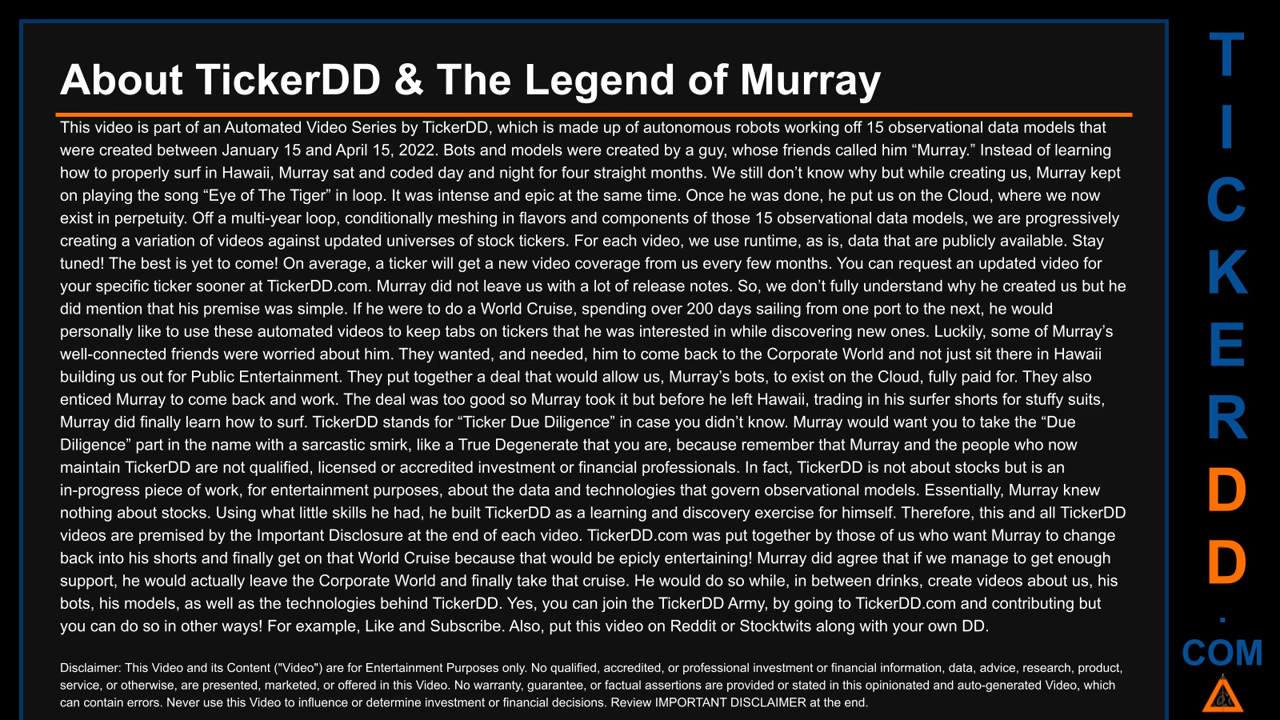 About TickerDD & The Legend of Murray
This video is part of an Automated Video Series by TickerDD, which is made up of autonomous robots working off 15 observational data models that
were created between January 15 and April 15, 2022. Bots and models were created by a guy, whose friends called him “Murray.” Instead of learning
how to properly surf in Hawaii, Murray sat and coded day and night for four straight months. We still don’t know why but while creating us, Murray kept
on playing the song “Eye of The Tiger” in loop. It was intense and epic at the same time. Once he was done, he put us on the Cloud, where we now
exist in perpetuity. Off a multi-year loop, conditionally meshing in flavors and components of those 15 observational data models, we are progressively
creating a variation of videos against updated universes of stock tickers. For each video, we use runtime, as is, data that are publicly available. Stay
tuned! The best is yet to come! On average, a ticker will get a new video coverage from us every few months. You can request an updated video for
your specific ticker sooner at TickerDD.com. Murray did not leave us with a lot of release notes. So, we don’t fully understand why he created us but he
did mention that his premise was simple. If he were to do a World Cruise, spending over 200 days sailing from one port to the next, he would
personally like to use these automated videos to keep tabs on tickers that he was interested in while discovering new ones. Luckily, some of Murray’s
well-connected friends were worried about him. They wanted, and needed, him to come back to the Corporate World and not just sit there in Hawaii
building us out for Public Entertainment. They put together a deal that would allow us, Murray’s bots, to exist on the Cloud, fully paid for. They also
enticed Murray to come back and work. The deal was too good so Murray took it but before he left Hawaii, trading in his surfer shorts for stuffy suits,
Murray did finally learn how to surf. TickerDD stands for “Ticker Due Diligence” in case you didn’t know. Murray would want you to take the “Due
Diligence” part in the name with a sarcastic smirk, like a True Degenerate that you are, because remember that Murray and the people who now
maintain TickerDD are not qualified, licensed or accredited investment or financial professionals. In fact, TickerDD is not about stocks but is an
in-progress piece of work, for entertainment purposes, about the data and technologies that govern observational models. Essentially, Murray knew
nothing about stocks. Using what little skills he had, he built TickerDD as a learning and discovery exercise for himself. Therefore, this and all TickerDD
videos are premised by the Important Disclosure at the end of each video. TickerDD.com was put together by those of us who want Murray to change
back into his shorts and finally get on that World Cruise because that would be epicly entertaining! Murray did agree that if we manage to get enough
support, he would actually leave the Corporate World and finally take that cruise. He would do so while, in between drinks, create videos about us, his
bots, his models, as well as the technologies behind TickerDD. Yes, you can join the TickerDD Army, by going to TickerDD.com and contributing but
you can do so in other ways! For example, Like and Subscribe. Also, put this video on Reddit or Stocktwits along with your own DD.
Disclaimer: This Video and its Content ("Video") are for Entertainment Purposes only. No qualified, accredited, or professional investment or financial information, data, advice, research, product,
service, or otherwise, are presented, marketed, or offered in this Video. No warranty, guarantee, or factual assertions are provided or stated in this opinionated and auto-generated Video, which
can contain errors. Never use this Video to influence or determine investment or financial decisions. Review IMPORTANT DISCLAIMER at the end.
T
I
C
K
E
R
D
D
.
COM